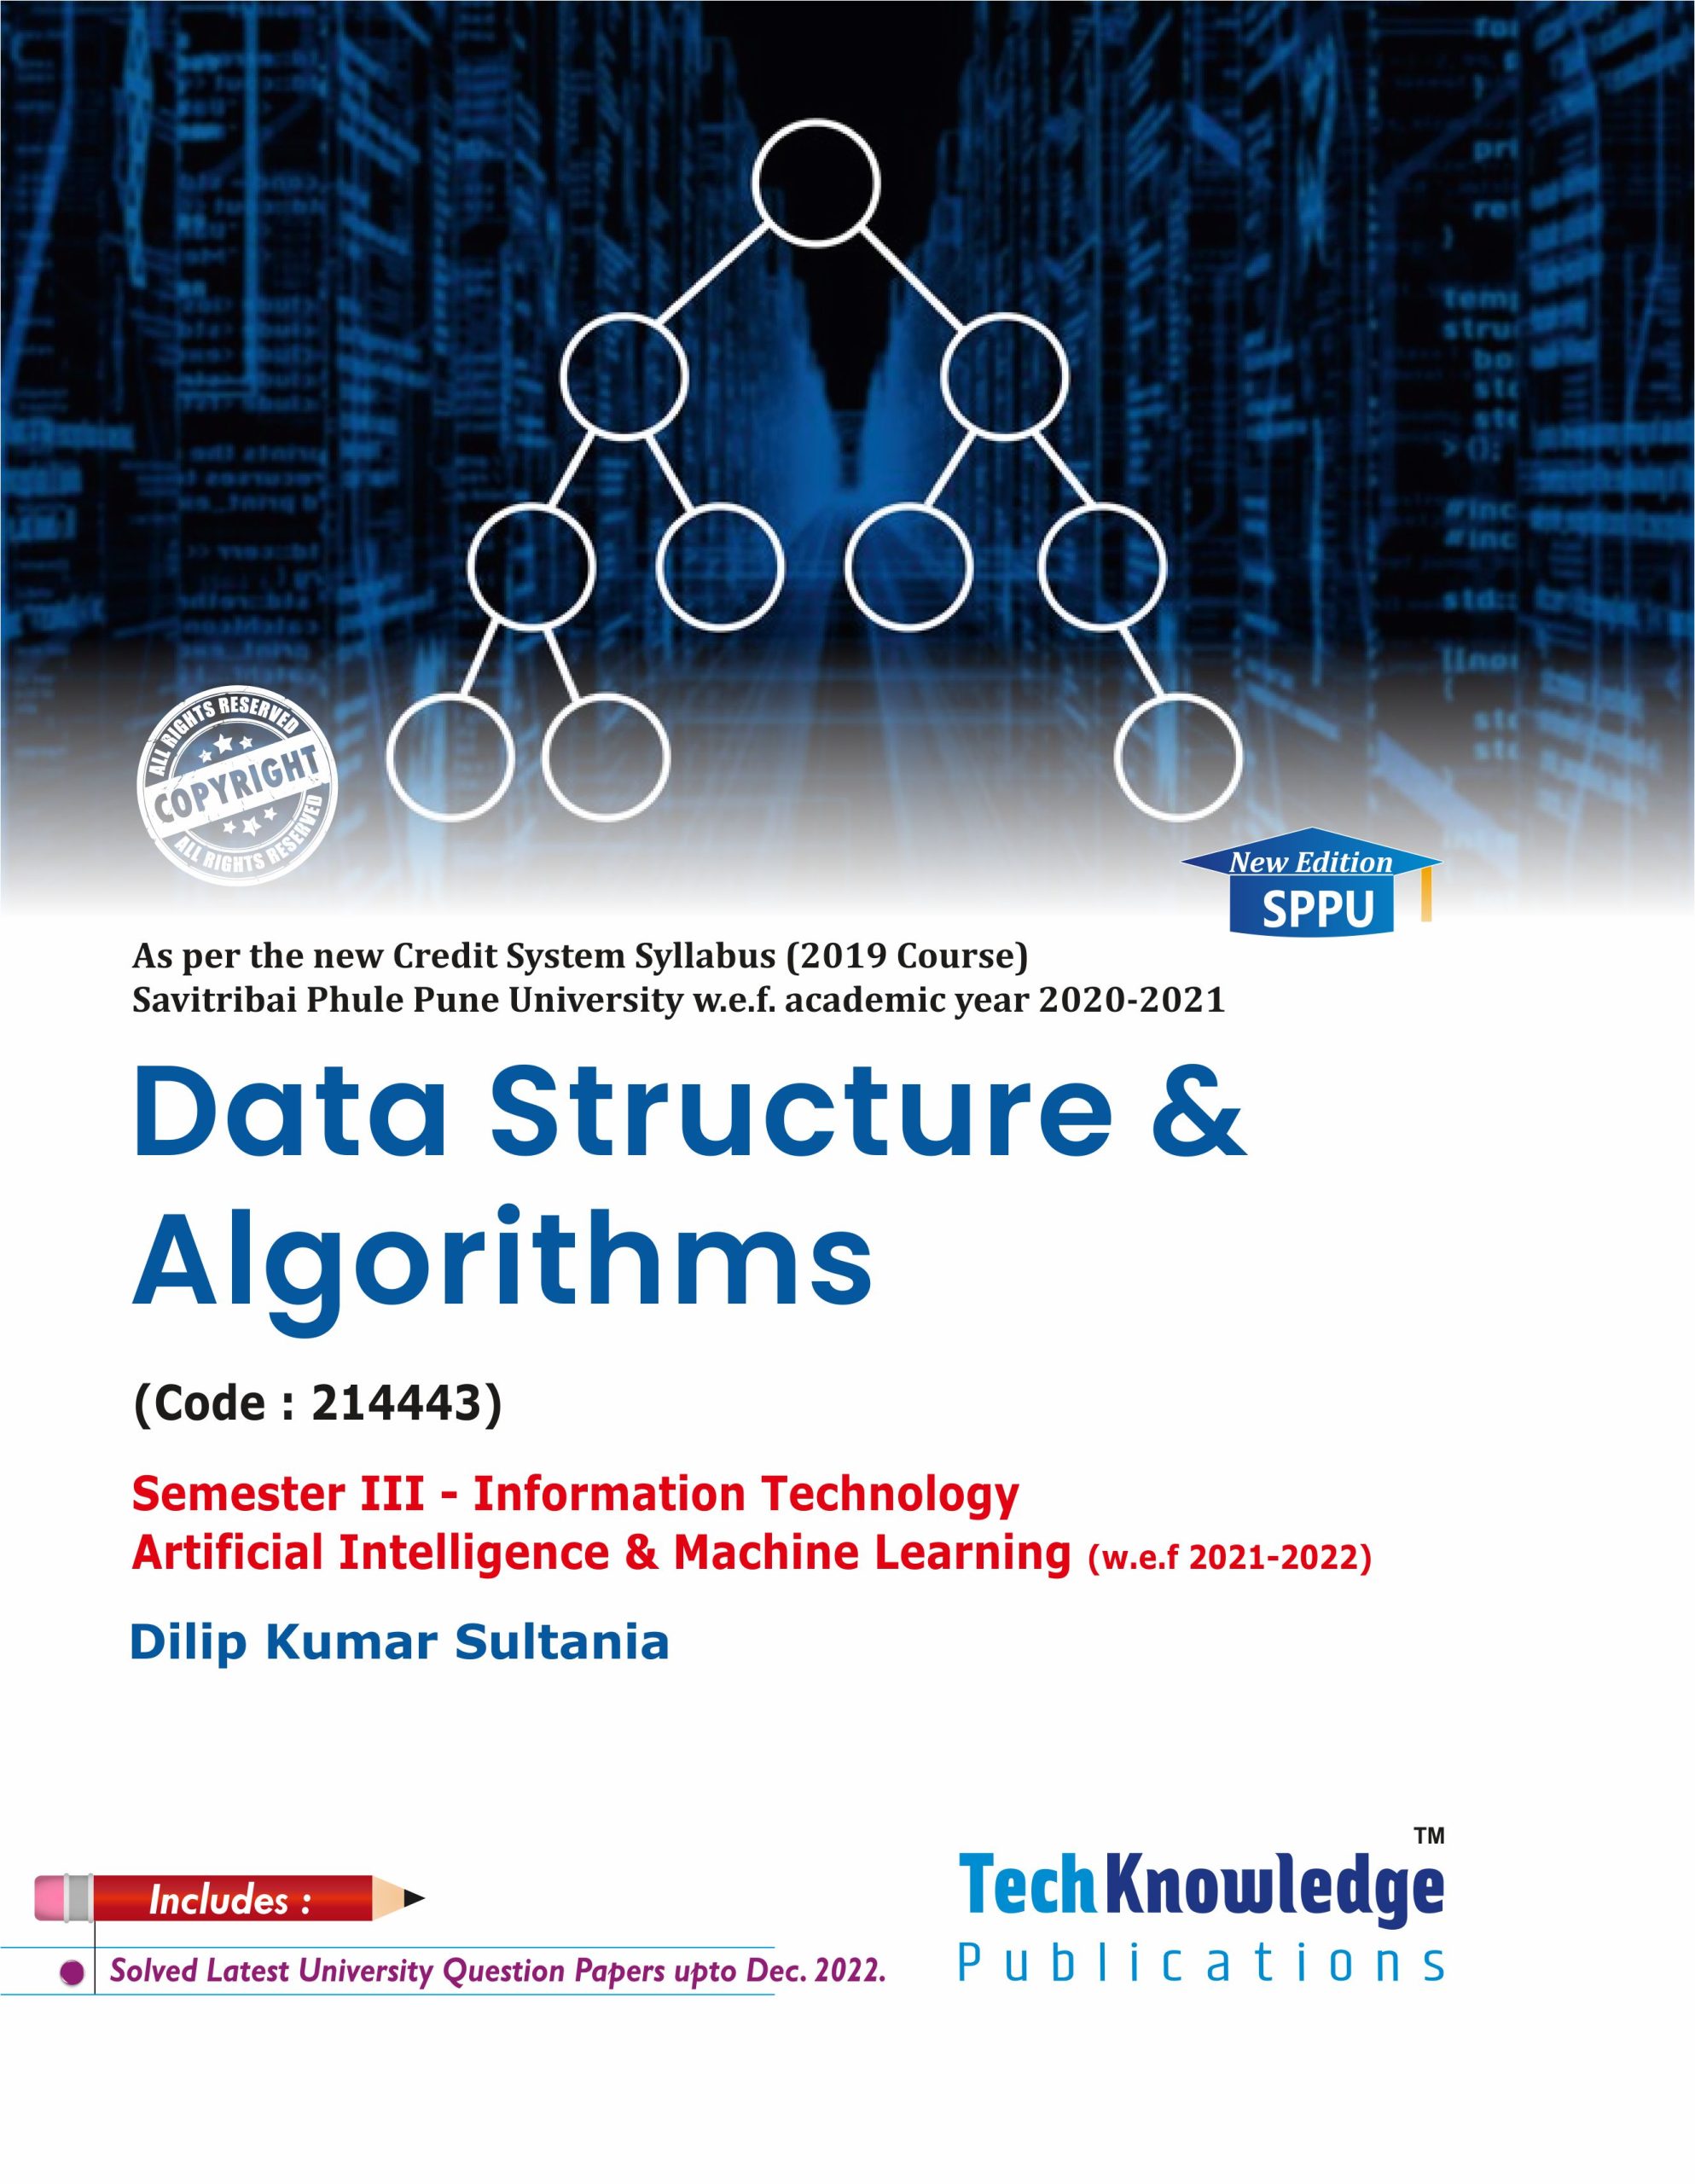 ALL RIGHTS RESERVED
COPYRIGHT
ALL RIGHTS RESERVED
New Edition
SPPU
As per the new Credit System Syllabus (2019 Course)
Savitribai Phule Pune University w.e.f. academic year 2020-2021
Data Structure &
Algorithms
(Code : 214443)
Semester III - Information Technology
Artificial Intelligence & Machine Learning (w.e.f 2021-2022)
Dilip Kumar Sultania
Includes :
Solved Latest University Question Papers upto Dec. 2022.
TM
TechKnowledge
Publications